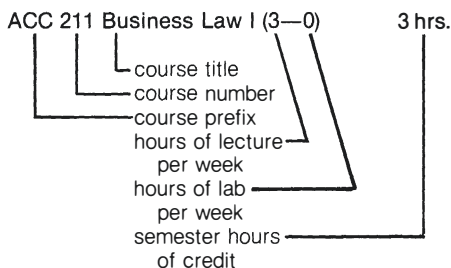 ACC 211 Business Law I (3—0) 3 hrs.
course title
course number
course prefix
hours of lecture
per week
hours of lab
per week
semester hours
of credit